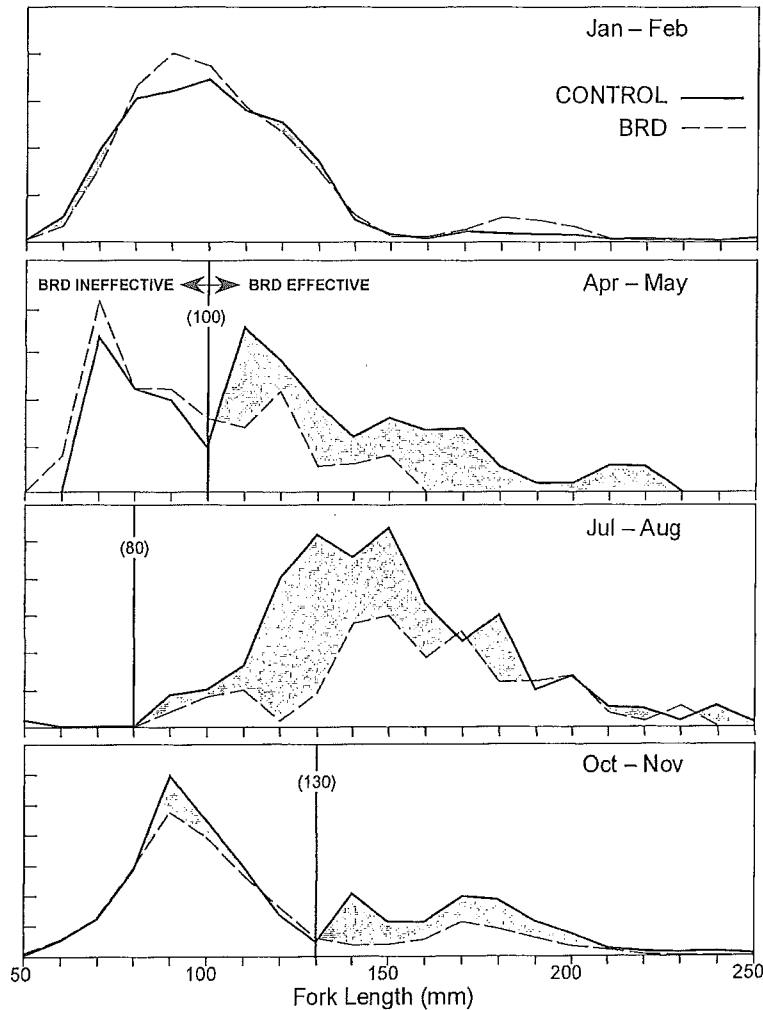 Jan – Feb
CONTROL
BRD
BRD INEFFECTIVE BRD EFFECTIVE
Apr – May
(100)
Jul – Aug
(80)
Oct – Nov
(130)
50 100 150 200 250
Fork Length (mm)